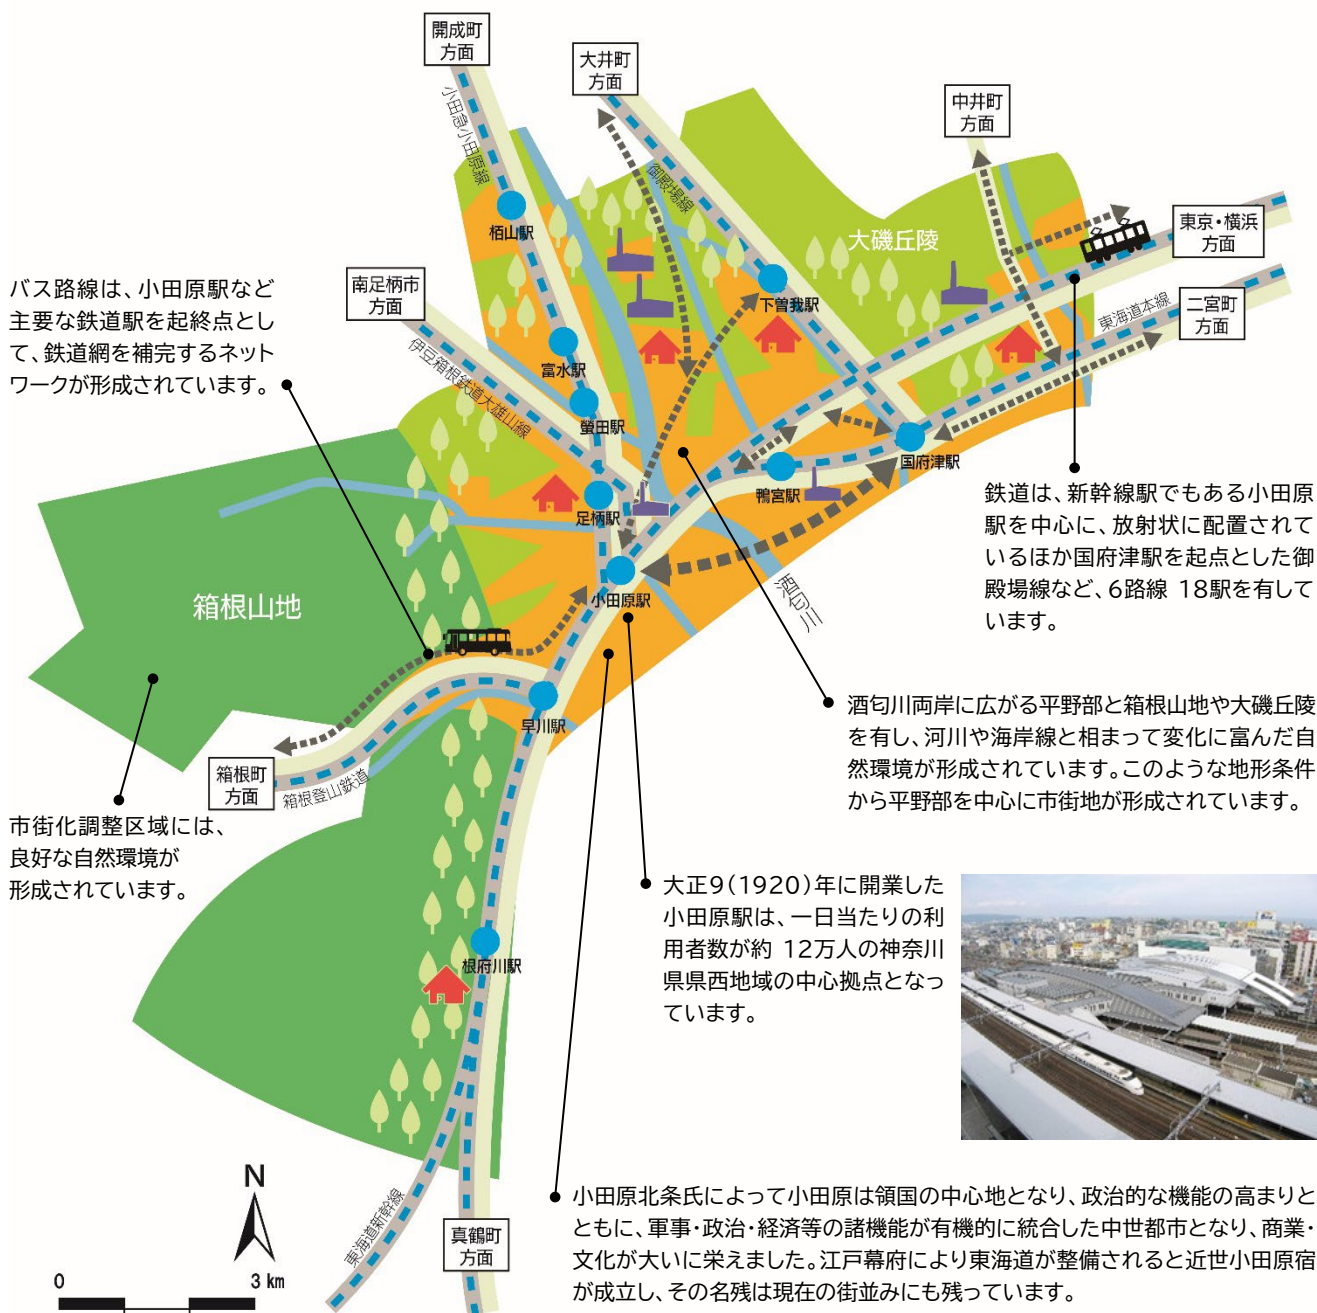 開成町
方面
大井町
方面
中井町
方面
小田急小田原線
御殿場線
大磯丘陵
東京・横浜
方面
栢山駅
南足柄市
方面
下曽我駅
東海道本線
二宮町
方面
バス路線は、小田原駅など
主要な鉄道駅を起終点とし
て、鉄道網を補完するネット
ワークが形成されています。
伊豆箱根鉄道大雄山線
富水駅
螢田駅
国府津駅
鴨宮駅
足柄駅
鉄道は、新幹線駅でもある小田原
駅を中心に、放射状に配置されて
いるほか国府津駅を起点とした御
殿場線など、6路線 18駅を有して
います。
箱根山地
小田原駅
酒匂川
早川駅
酒匂川両岸に広がる平野部と箱根山地や大磯丘陵
を有し、河川や海岸線と相まって変化に富んだ自
然環境が形成されています。このような地形条件
から平野部を中心に市街地が形成されています。
箱根町
方面
箱根登山鉄道
市街化調整区域には、
良好な自然環境が
形成されています。
大正9(1920)年に開業した
小田原駅は、一日当たりの利
用者数が約 12万人の神奈川
県県西地域の中心拠点となっ
ています。
根府川駅
N
0 3 km
東海道新幹線
真鶴町
方面
小田原北条氏によって小田原は領国の中心地となり、政治的な機能の高まりと
ともに、軍事・政治・経済等の諸機能が有機的に統合した中世都市となり、商業・
文化が大いに栄えました。江戸幕府により東海道が整備されると近世小田原宿
が成立し、その名残は現在の街並みにも残っています。